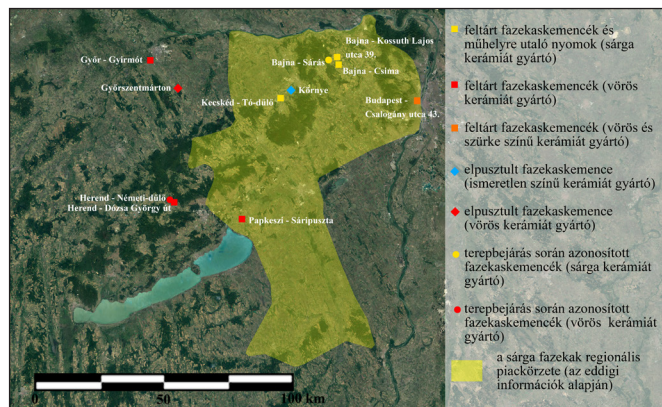 Győr - Gyirmót
Győrszentmárton
Bajna - Kossuth Lajos
utca 39.
Bajna - Sárás
Bajna - Csima
Környe
Kecskéd - Tó-dűlő
Budapest -
Csalogány utca 43.
Herend - Németi-dűlő
Herend - Dózsa György út
Papkeszi - Sáripuszta
0
50
100 km
feltárt fazekaskemencék és
műhelyre utaló nyomok (sárga
kerámiát gyártó)
feltárt fazekaskemencék (vörös
kerámiát gyártó)
feltárt fazekaskemencék (vörös és
szürke színű kerámiát gyártó)
elpusztult fazekaskemence
(ismeretlen színű kerámiát gyártó)
elpusztult fazekaskemence
(vörös kerámiát gyártó)
terepbejárás során azonosított
fazekaskemencék (sárga kerámiát
gyártó)
terepbejárás során azonosított
fazekaskemencék (vörös kerámiát
gyártó)
a sárga fazekak regionális
piackörzete (az eddigi
információk alapján)